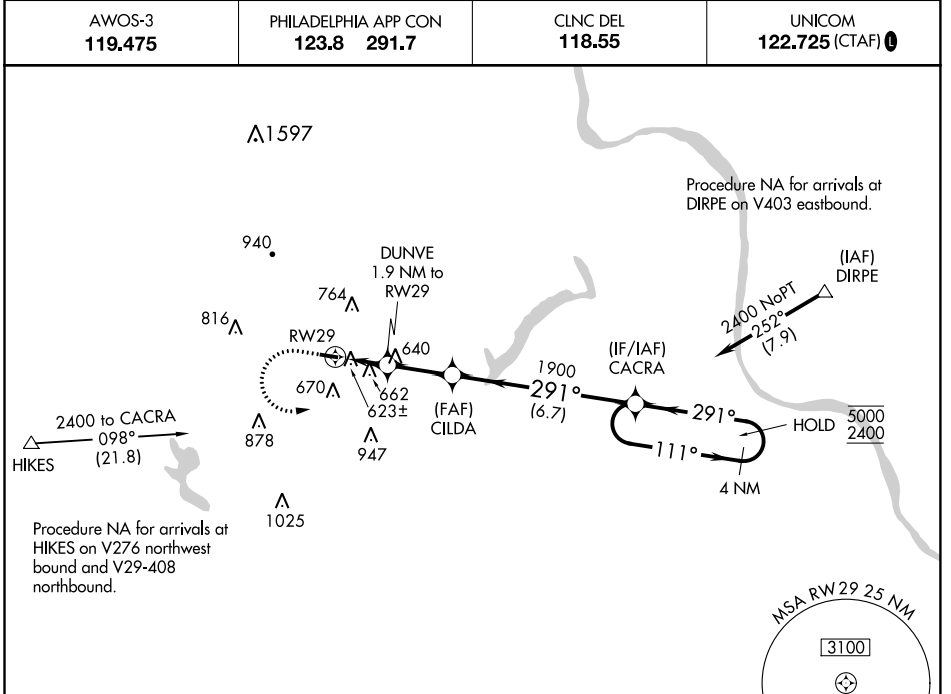 AWOS-3
119.475
PHILADELPHIA APP CON
123.8 291.7
CLNC DEL
118.55
UNICOM
122.725 (CTAF) L
1597
Procedure NA for arrivals at
DIRPE on V403 eastbound.
940
DUNVE
1.9 NM to
RW29
(IAF)
DIRPE
764
2400 NoPT
252°
(7.9)
816
RW29
640
(IF/IAF)
CACRA
1900
291°
(6.7)
670
662
623±
(FAF)
CILDA
291°
HOLD
5000
2400
2400 to CACRA
098°
(21.8)
HIKES
878
947
111°
4 NM
1025
Procedure NA for arrivals at
HIKES on V276 northwest
bound and V29-408
northbound.
MSA RW29 25 NM
3100